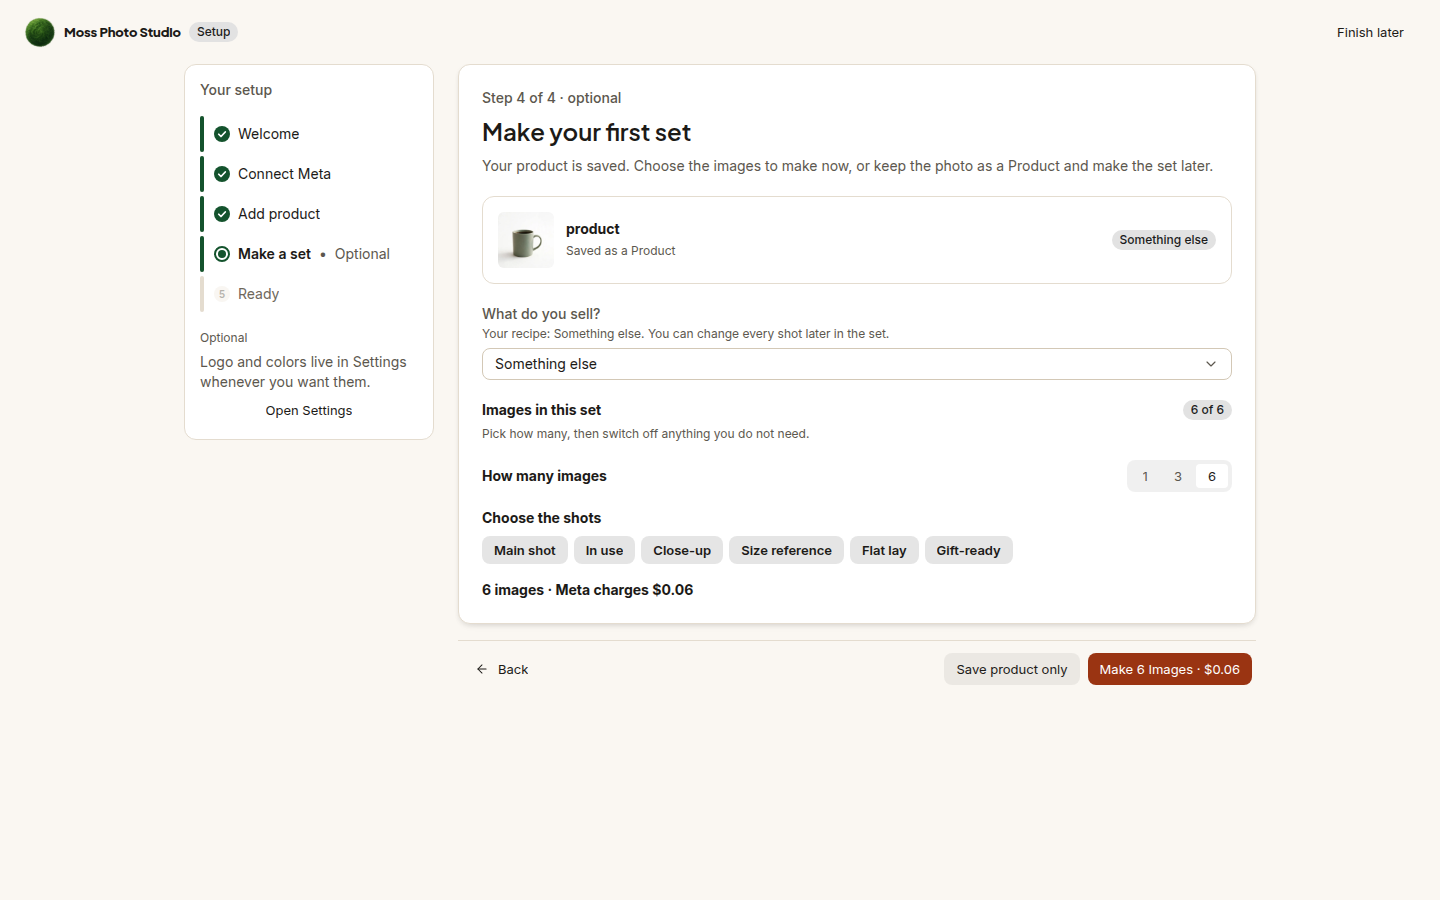 Moss Photo Studio
Setup
Finish later
Your setup
Welcome
Connect Meta
Add product
Make a set • Optional
5 Ready
Optional
Logo and colors live in Settings
whenever you want them.
Open Settings
Step 4 of 4 · optional
Make your first set
Your product is saved. Choose the images to make now, or keep the photo as a Product and make the set later.
product
Saved as a Product
Something else
What do you sell?
Your recipe: Something else. You can change every shot later in the set.
Something else
Images in this set
6 of 6
Pick how many, then switch off anything you do not need.
How many images
1 3 6
Choose the shots
Main shot In use Close-up Size reference Flat lay Gift-ready
6 images · Meta charges $0.06
Back
Save product only
Make 6 Images · $0.06